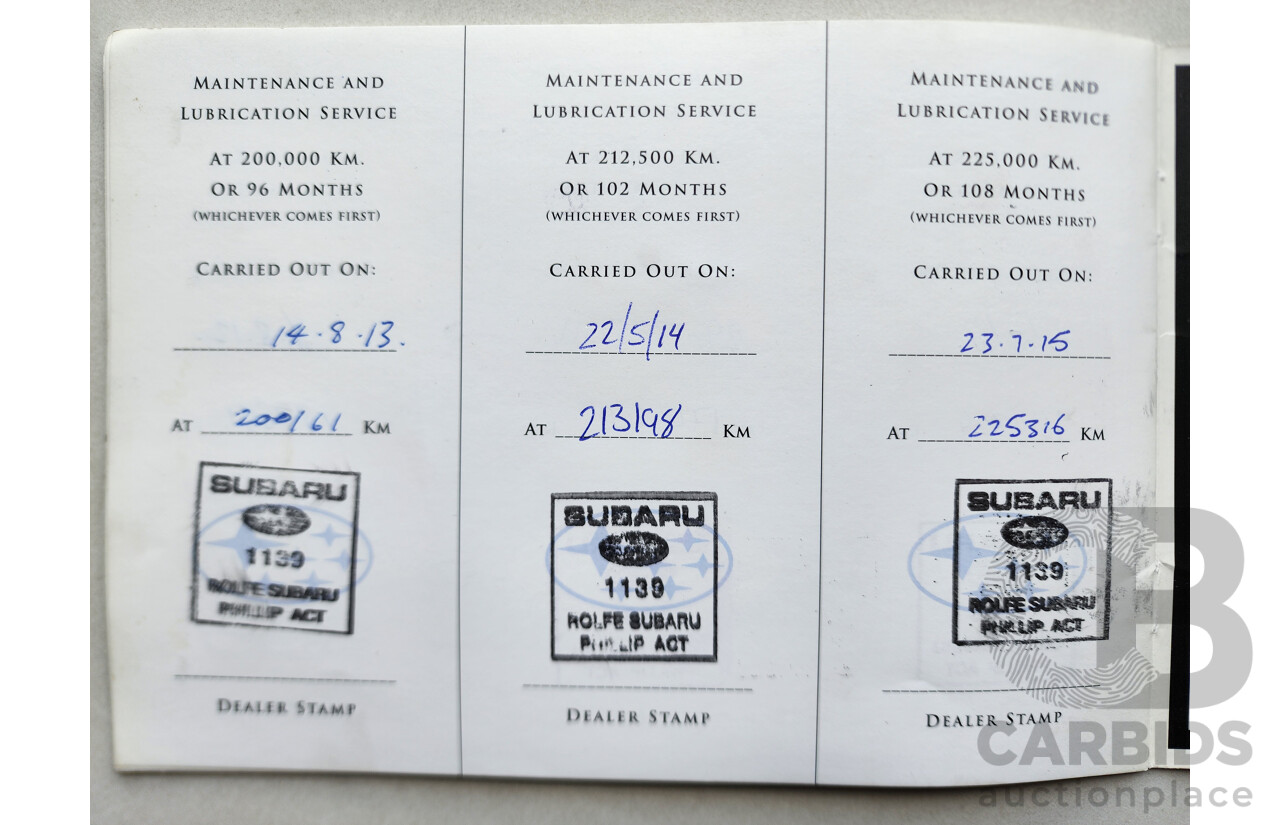 MAINTENANCE AND
LUBRICATION SERVICE
AT 200,000 KM.
OR 96 MONTHS
(WHICHEVER COMES FIRST)
CARRIED OUT ON:
14.8.13.
AT 200161 KM
SUBARU
1139
ROLFE SUBARU
PHILLIP ACT
DEALER STAMP
MAINTENANCE AND
LUBRICATION SERVICE
AT 212,500 KM.
OR 102 MONTHS
(WHICHEVER COMES FIRST)
CARRIED OUT ON:
22/5/14
AT 213198 KM
SUBARU
1139
ROLFE SUBARU
PHILLIP ACT
DEALER STAMP
MAINTENANCE AND
LUBRICATION SERVICE
AT 225,000 KM.
OR 108 MONTHS
(WHICHEVER COMES FIRST)
CARRIED OUT ON:
23.7.15
AT 225316 KM
SUBARU
1139
ROLFE SUBARU
PHILLIP ACT
DEALER STAMP
CARBIDS
auctionplace